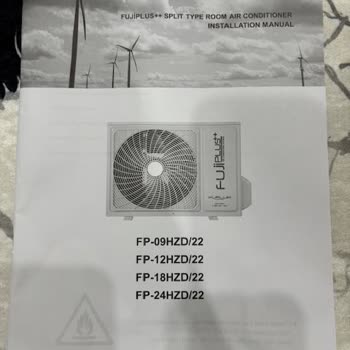 FUJIPLUS++ SPLIT TYPE ROOM AIR CONDITIONER
INSTALLATION MANUAL
FUJIPLUS++
FP-09HZD/22
FP-12HZD/22
FP-18HZD/22
FP-24HZD/22